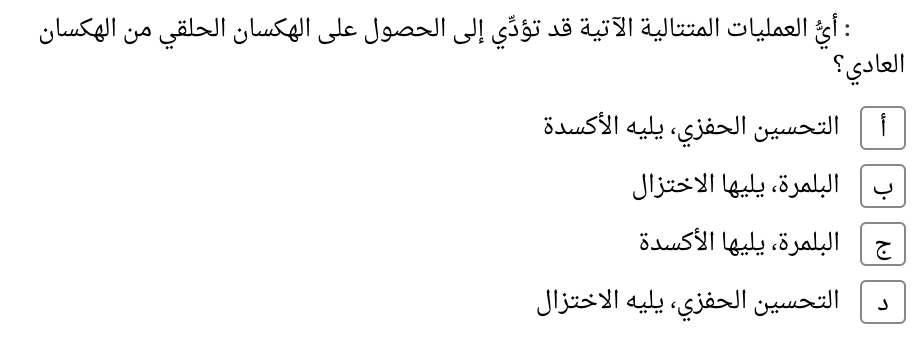 : أيُّ العمليات المتتالية الآتية قد تؤدِّي إلى الحصول على الهكسان الحلقي من الهكسان
العادي؟
أ التحسين الحفزي، يليه الأكسدة
ب البلمرة، يليها الاختزال
ج البلمرة، يليها الأكسدة
د التحسين الحفزي، يليه الاختزال